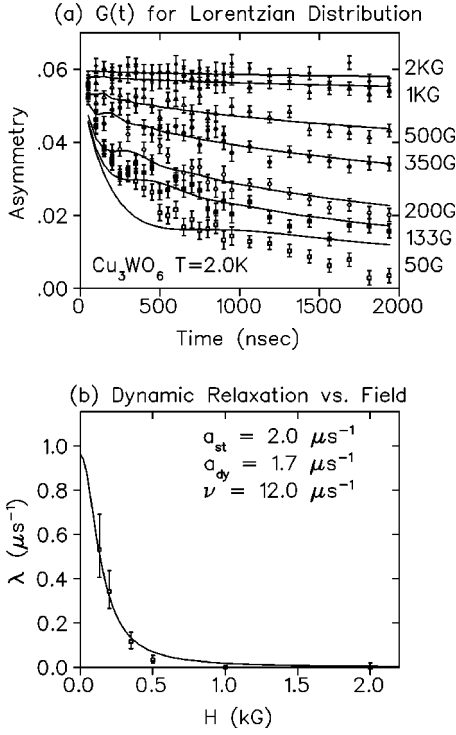 (a) G(t) for Lorentzian Distribution
Asymmetry
.06
.04
.02
.00
2KG
1KG
500G
350G
200G
133G
50G
Cu₃WO₆ T=2.0K
0 500 1000 1500 2000
Time (nsec)
(b) Dynamic Relaxation vs. Field
a_st = 2.0 μs⁻¹
a_dy = 1.7 μs⁻¹
ν = 12.0 μs⁻¹
λ (μs⁻¹)
1.0
0.8
0.6
0.4
0.2
0.0
0.0 0.5 1.0 1.5 2.0
H (kG)